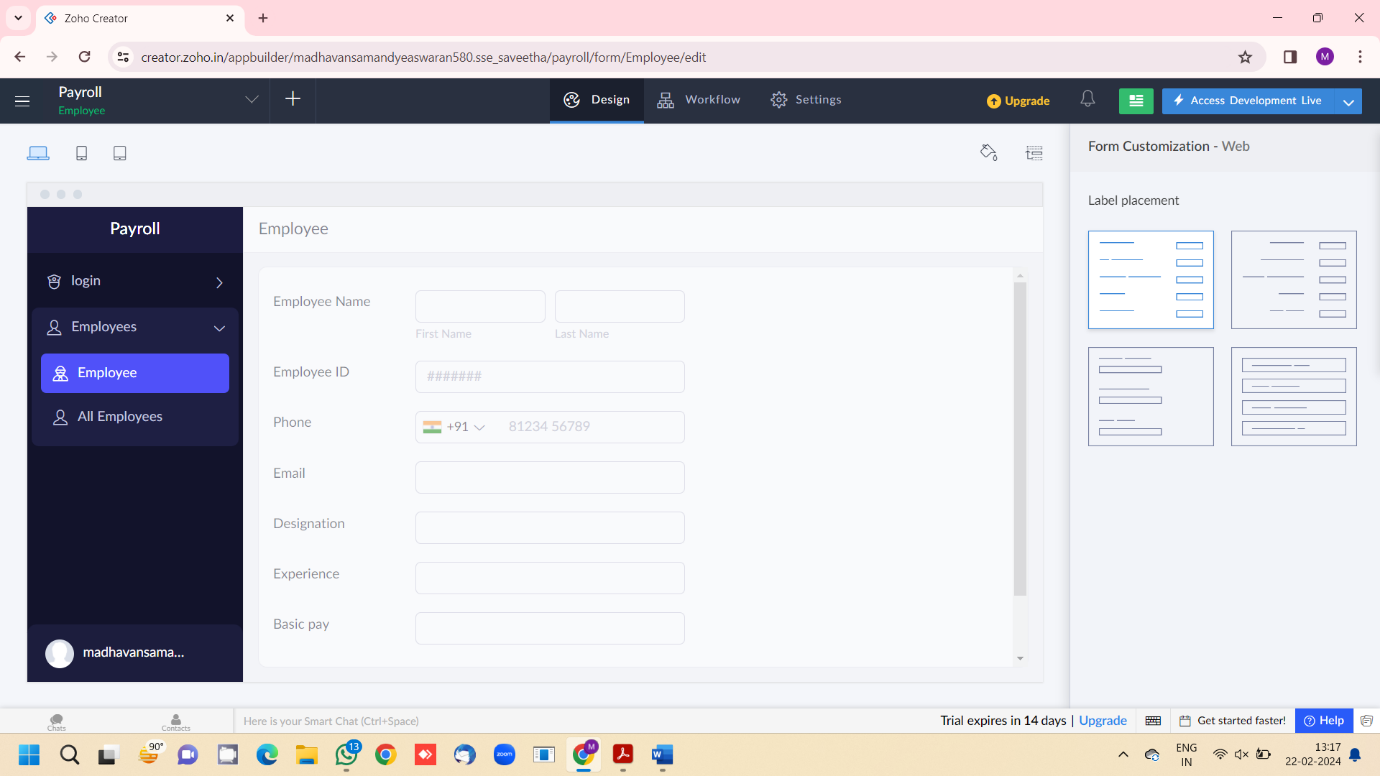 Zoho Creator
creator.zoho.in/appbuilder/madhavansamandyeaswaran580.sse_saveetha/payroll/form/Employee/edit
M
Payroll
Employee
Design
Workflow
Settings
Upgrade
Access Development Live
Form Customization - Web
Label placement
Payroll
login
Employees
Employee
All Employees
madhavansama...
Employee
Employee Name
First Name
Last Name
Employee ID
#######
Phone
+91
81234 56789
Email
Designation
Experience
Basic pay
Chats
Contacts
Here is your Smart Chat (Ctrl+Space)
Trial expires in 14 days | Upgrade
Get started faster!
Help
90°
13
zoom
M
W
ENG
IN
13:17
22-02-2024